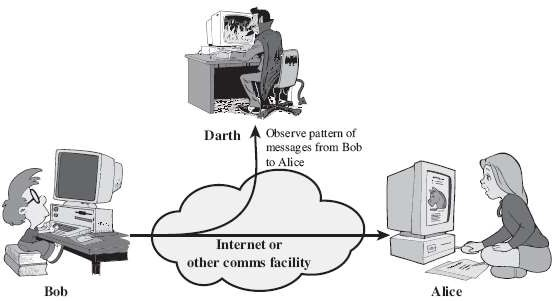 Darth
Observe pattern of
messages from Bob
to Alice
Internet or
other comms facility
Bob
Alice